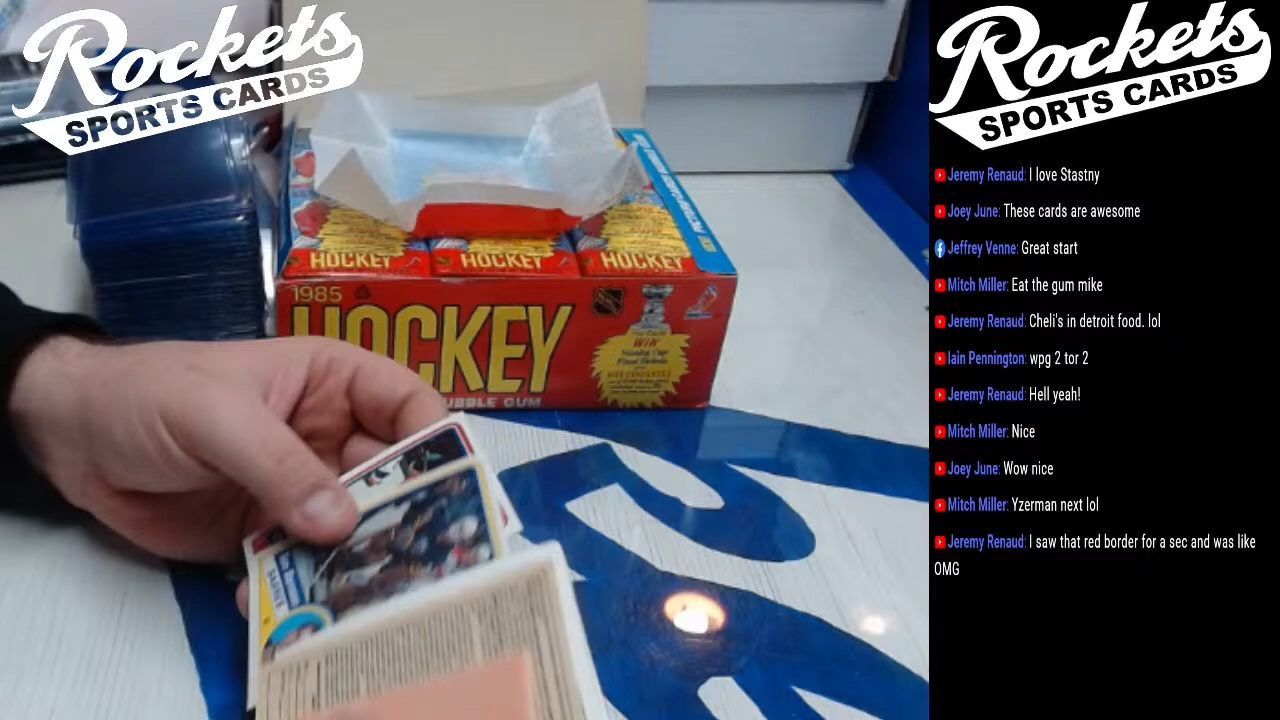 Rockets
SPORTS CARDS
Rockets
SPORTS CARDS
HOCKEY
HOCKEY
HOCKEY
1985
HOCKEY
BUBBLE GUM
WIN
Jeremy Renaud: I love Stastny
Joey June: These cards are awesome
Jeffrey Venne: Great start
Mitch Miller: Eat the gum mike
Jeremy Renaud: Cheli's in detroit food. lol
Iain Pennington: wpg 2 tor 2
Jeremy Renaud: Hell yeah!
Mitch Miller: Nice
Joey June: Wow nice
Mitch Miller: Yzerman next lol
Jeremy Renaud: I saw that red border for a sec and was like
OMG